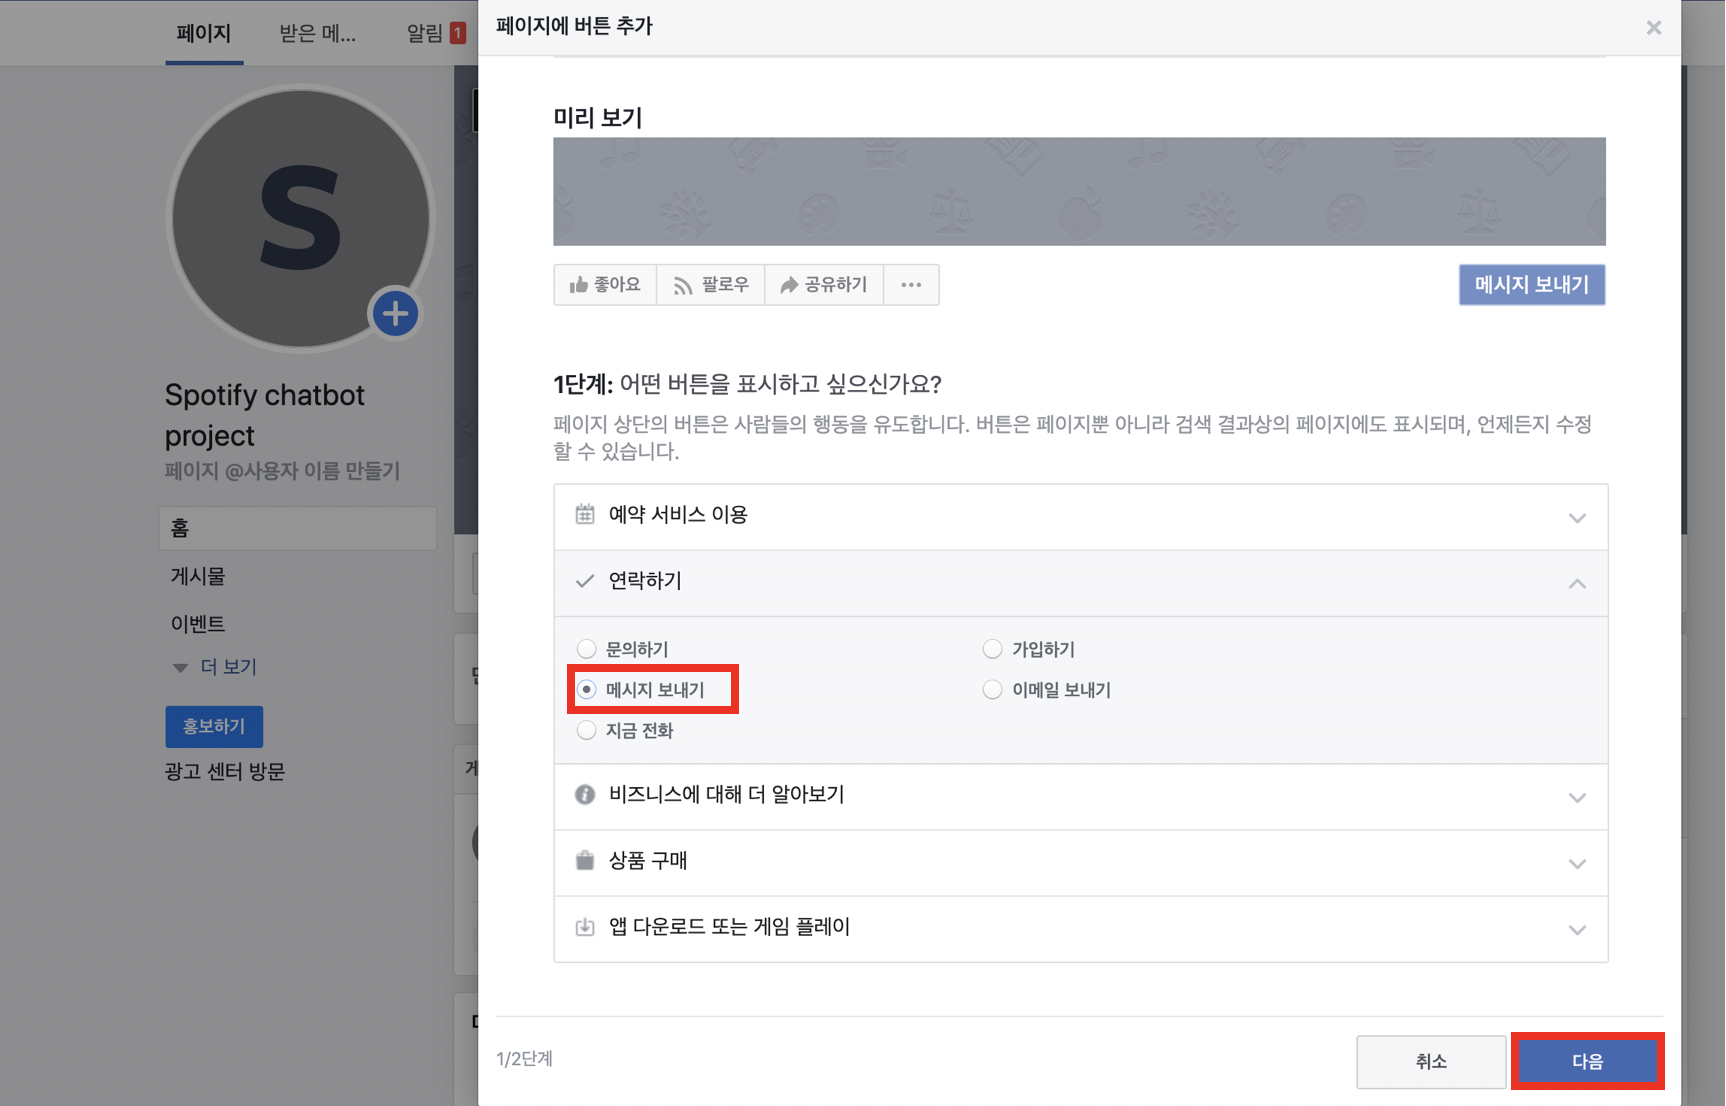 페이지
받은 메...
알림 1
S
Spotify chatbot
project
페이지 @사용자 이름 만들기
홈
게시물
이벤트
더 보기
홍보하기
광고 센터 방문
페이지에 버튼 추가
미리 보기
좋아요 팔로우 공유하기 ...
메시지 보내기
1단계: 어떤 버튼을 표시하고 싶으신가요?
페이지 상단의 버튼은 사람들의 행동을 유도합니다. 버튼은 페이지뿐 아니라 검색 결과상의 페이지에도 표시되며, 언제든지 수정
할 수 있습니다.
예약 서비스 이용
연락하기
문의하기 가입하기
메시지 보내기 이메일 보내기
지금 전화
비즈니스에 대해 더 알아보기
상품 구매
앱 다운로드 또는 게임 플레이
1/2단계
취소 다음